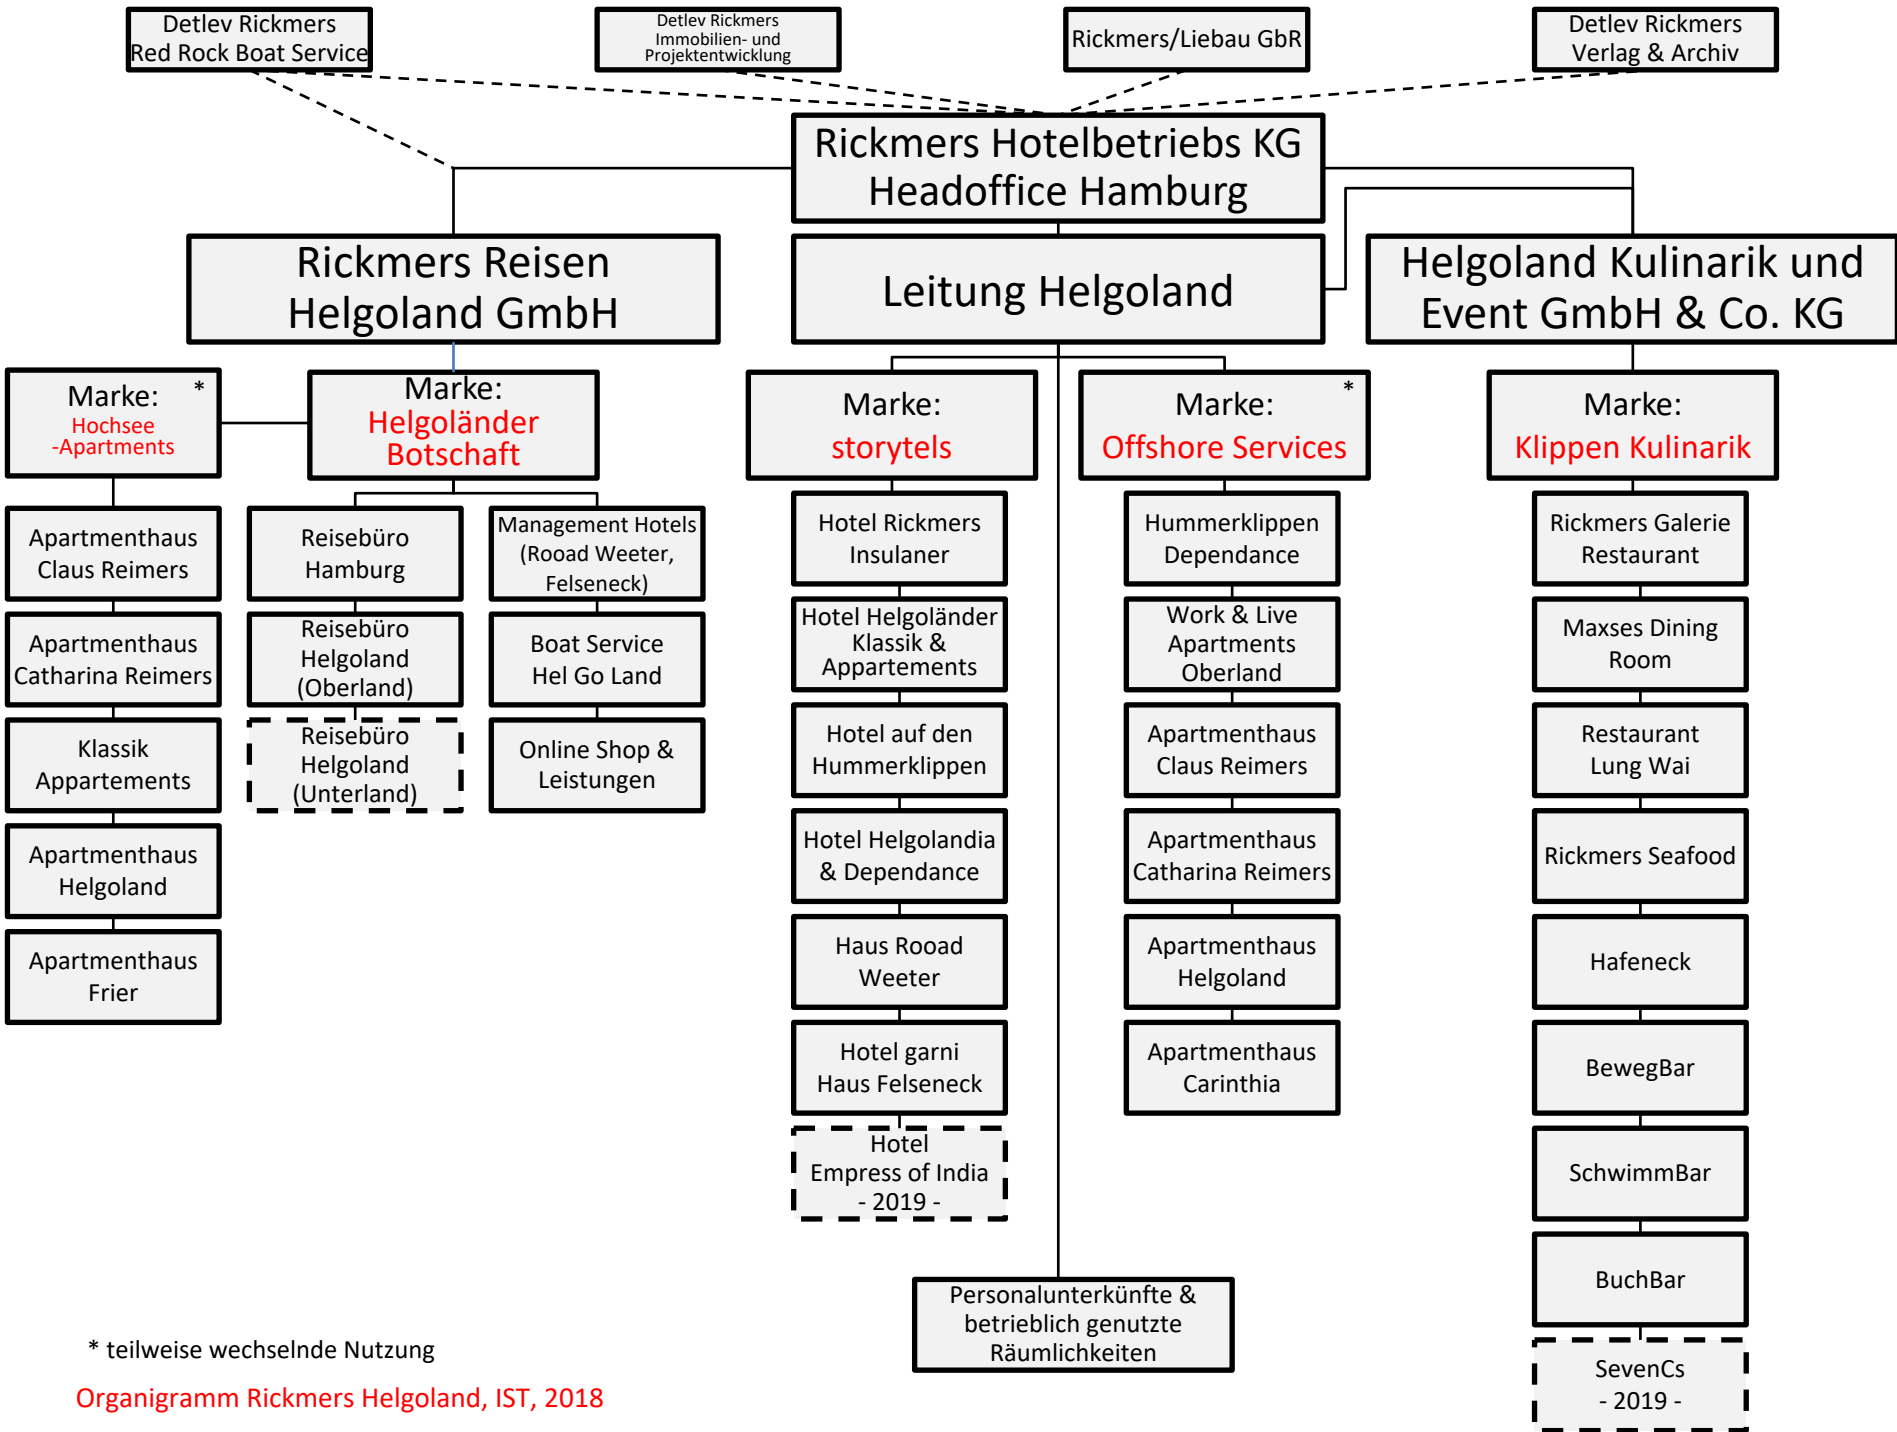 Detlev Rickmers
Red Rock Boat Service
Detlev Rickmers
Immobilien- und
Projektentwicklung
Rickmers/Liebau GbR
Detlev Rickmers
Verlag & Archiv
Rickmers Hotelbetriebs KG
Headoffice Hamburg
Rickmers Reisen
Helgoland GmbH
Leitung Helgoland
Helgoland Kulinarik und
Event GmbH & Co. KG
Marke: *
Hochsee
-Apartments
Marke:
Helgoländer
Botschaft
Marke:
storytels
Marke: *
Offshore Services
Marke:
Klippen Kulinarik
Apartmenthaus
Claus Reimers
Apartmenthaus
Catharina Reimers
Klassik
Appartements
Apartmenthaus
Helgoland
Apartmenthaus
Frier
Reisebüro
Hamburg
Reisebüro
Helgoland
(Oberland)
Reisebüro
Helgoland
(Unterland)
Management Hotels
(Rooad Weeter,
Felseneck)
Boat Service
Hel Go Land
Online Shop &
Leistungen
Hotel Rickmers
Insulaner
Hotel Helgoländer
Klassik &
Appartements
Hotel auf den
Hummerklippen
Hotel Helgolandia
& Dependance
Haus Rooad
Weeter
Hotel garni
Haus Felseneck
Hotel
Empress of India
- 2019 -
Hummerklippen
Dependance
Work & Live
Apartments
Oberland
Apartmenthaus
Claus Reimers
Apartmenthaus
Catharina Reimers
Apartmenthaus
Helgoland
Apartmenthaus
Carinthia
Rickmers Galerie
Restaurant
Maxses Dining
Room
Restaurant
Lung Wai
Rickmers Seafood
Hafeneck
BewegBar
SchwimmBar
BuchBar
SevenCs
- 2019 -
Personalunterkünfte &
betrieblich genutzte
Räumlichkeiten
* teilweise wechselnde Nutzung
Organigramm Rickmers Helgoland, IST, 2018